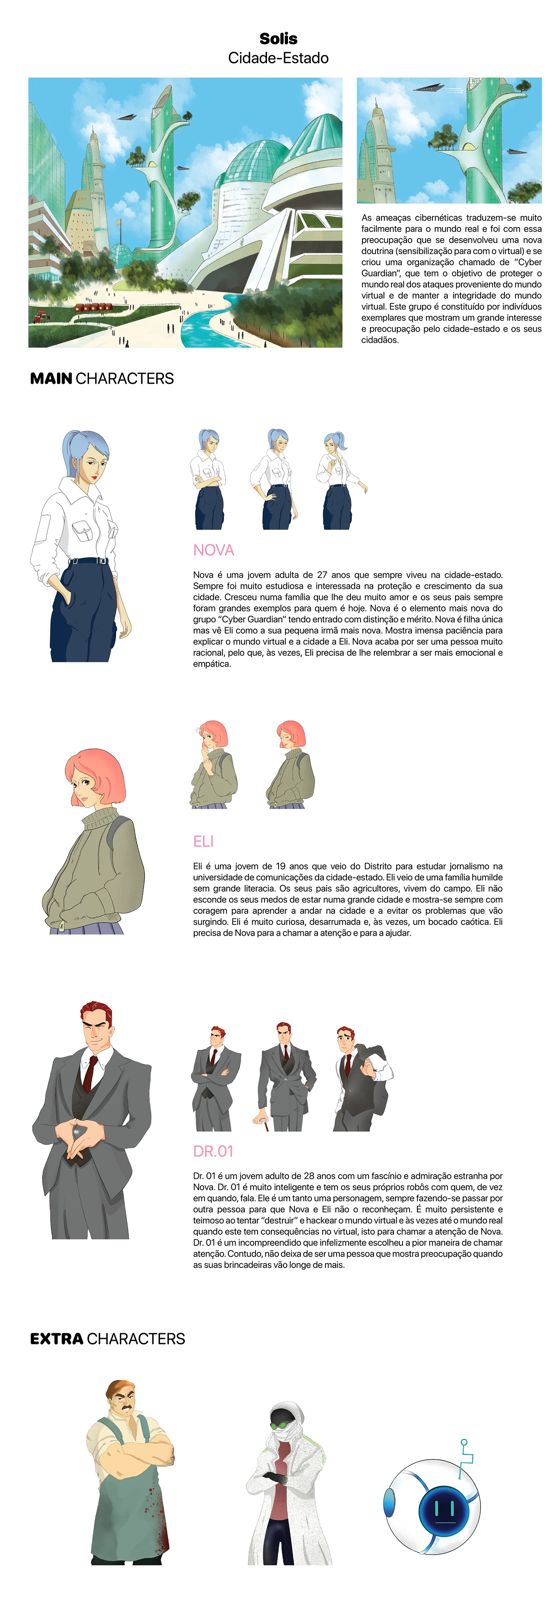 Solis
Cidade-Estado
As ameaças cibernéticas traduzem-se muito
facilmente para o mundo real e foi com essa
preocupação que se desenvolveu uma nova
doutrina (sensibilização para com o virtual) e se
criou uma organização chamado de “Cyber
Guardian”, que tem o objetivo de proteger o
mundo real dos ataques proveniente do mundo
virtual e de manter a integridade do mundo
virtual. Este grupo é constituído por indivíduos
exemplares que mostram um grande interesse
e preocupação pelo cidade-estado e os seus
cidadãos.
MAIN CHARACTERS
NOVA
Nova é uma jovem adulta de 27 anos que sempre viveu na cidade-estado.
Sempre foi muito estudiosa e interessada na proteção e crescimento da sua
cidade. Cresceu numa família que lhe deu muito amor e os seus pais sempre
foram grandes exemplos para quem é hoje. Nova é o elemento mais nova do
grupo “Cyber Guardian” tendo entrado com distinção e mérito. Nova é filha única
mas vê Eli como a sua pequena irmã mais nova. Mostra imensa paciência para
explicar o mundo virtual e a cidade a Eli. Nova acaba por ser uma pessoa muito
racional, pelo que, às vezes, Eli precisa de lhe relembrar a ser mais emocional e
empática.
ELI
Eli é uma jovem de 19 anos que veio do Distrito para estudar jornalismo na
universidade de comunicações da cidade-estado. Eli veio de uma família humilde
sem grande literacia. Os seus pais são agricultores, vivem do campo. Eli não
esconde os seus medos de estar numa grande cidade e mostra-se sempre com
coragem para aprender a andar na cidade e a evitar os problemas que vão
surgindo. Eli é muito curiosa, desarrumada e, às vezes, um bocado caótica. Eli
precisa de Nova para a chamar a atenção e para a ajudar.
DR.01
Dr. 01 é um jovem adulto de 28 anos com um fascínio e admiração estranha por
Nova. Dr. 01 é muito inteligente e tem os seus próprios robôs com quem, de vez
em quando, fala. Ele é um tanto uma personagem, sempre fazendo-se passar por
outra pessoa para que Nova e Eli não o reconheçam. É muito persistente e
teimoso ao tentar “destruir” e hackear o mundo virtual e às vezes até o mundo real
quando este tem consequências no virtual, isto para chamar a atenção de Nova.
Dr. 01 é um incompreendido que infelizmente escolheu a pior maneira de chamar
atenção. Contudo, não deixa de ser uma pessoa que mostra preocupação quando
as suas brincadeiras vão longe de mais.
EXTRA CHARACTERS